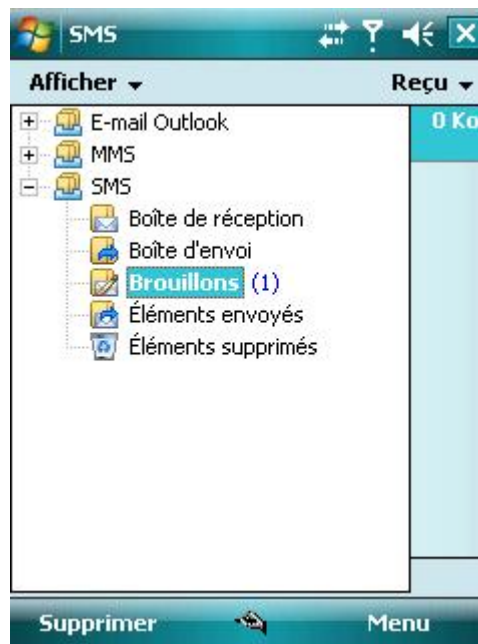 SMS
Afficher
Reçu
0 Ko
E-mail Outlook
MMS
SMS
Boîte de réception
Boîte d'envoi
Brouillons (1)
Éléments envoyés
Éléments supprimés
Supprimer
Menu